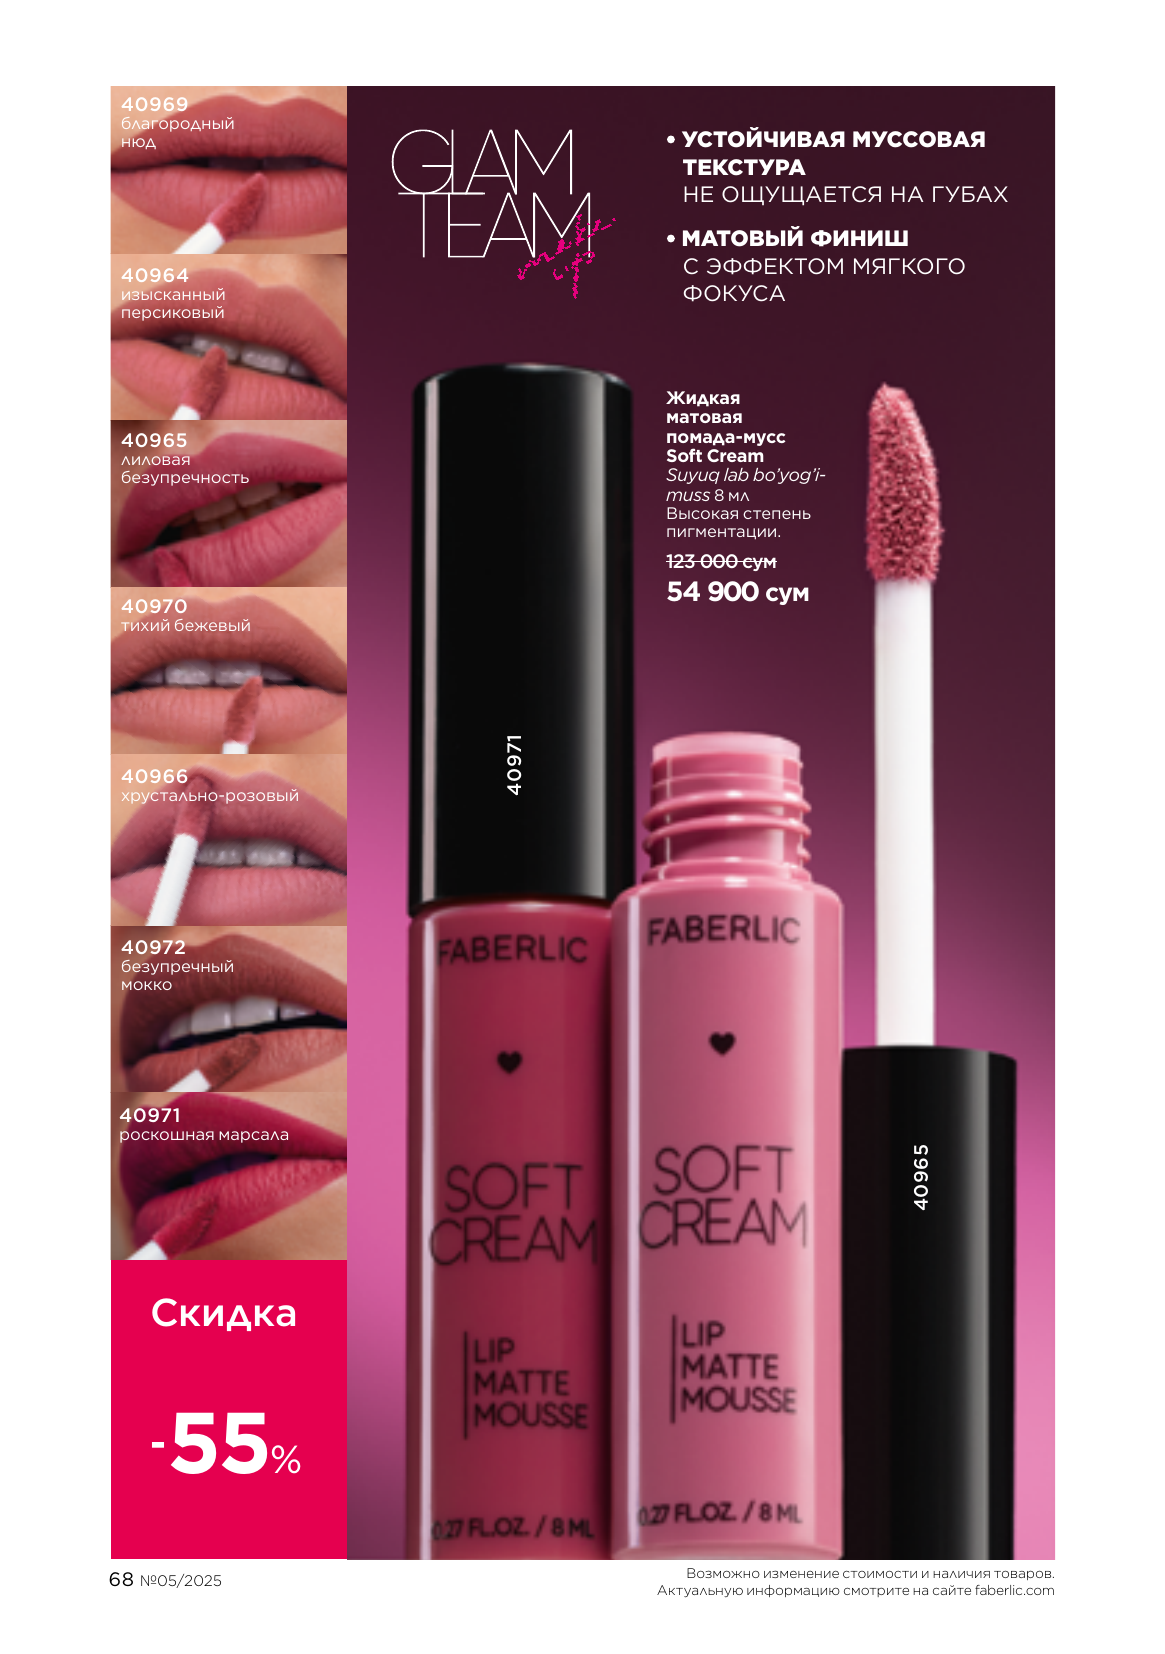 40969
благородный
нюд
40964
изысканный
персиковый
40965
лиловая
безупречность
40970
тихий бежевый
40966
хрустально-розовый
40972
безупречный
мокко
40971
роскошная марсала
Скидка
-55%
GLAM
TEAM
• УСТОЙЧИВАЯ МУССОВАЯ
ТЕКСТУРА
НЕ ОЩУЩАЕТСЯ НА ГУБАХ
• МАТОВЫЙ ФИНИШ
С ЭФФЕКТОМ МЯГКОГО
ФОКУСА
Жидкая
матовая
помада-мусс
Soft Cream
Suyuq lab bo'yog'i-
muss 8 мл
Высокая степень
пигментации.
123 000 сум
54 900 сум
40971
FABERLIC
SOFT
CREAM
LIP
MATTE
MOUSSE
0.27 FL.OZ. / 8 ML
FABERLIC
SOFT
CREAM
LIP
MATTE
MOUSSE
0.27 FL.OZ. / 8 ML
40965
68 №05/2025
Возможно изменение стоимости и наличия товаров.
Актуальную информацию смотрите на сайте faberlic.com